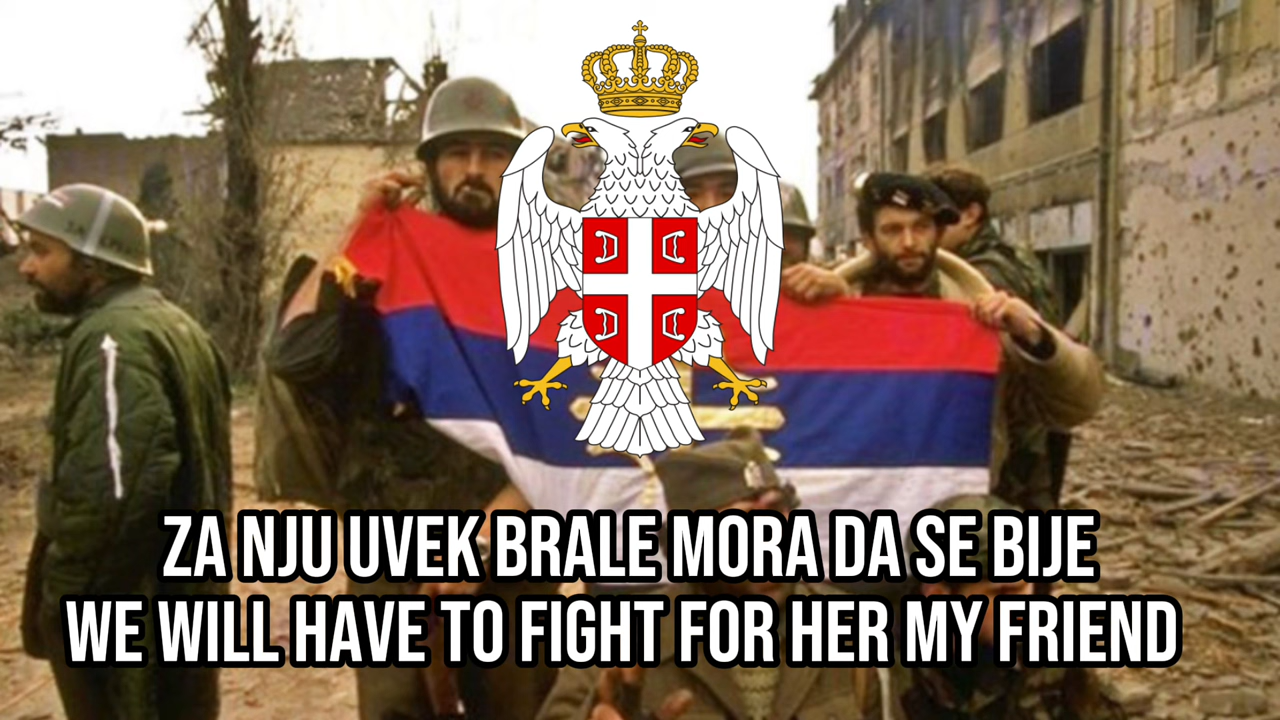 ZA NJU UVEK BRALE MORA DA SE BIJE
WE WILL HAVE TO FIGHT FOR HER MY FRIEND